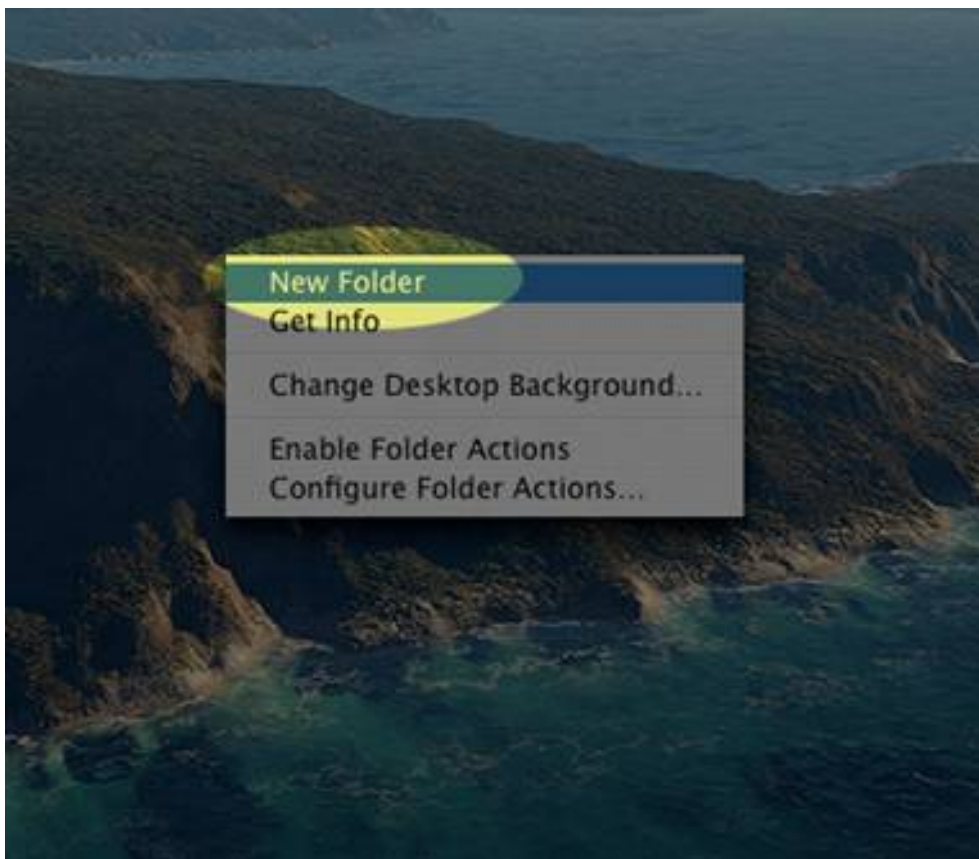 New Folder
Get Info
Change Desktop Background...
Enable Folder Actions
Configure Folder Actions...